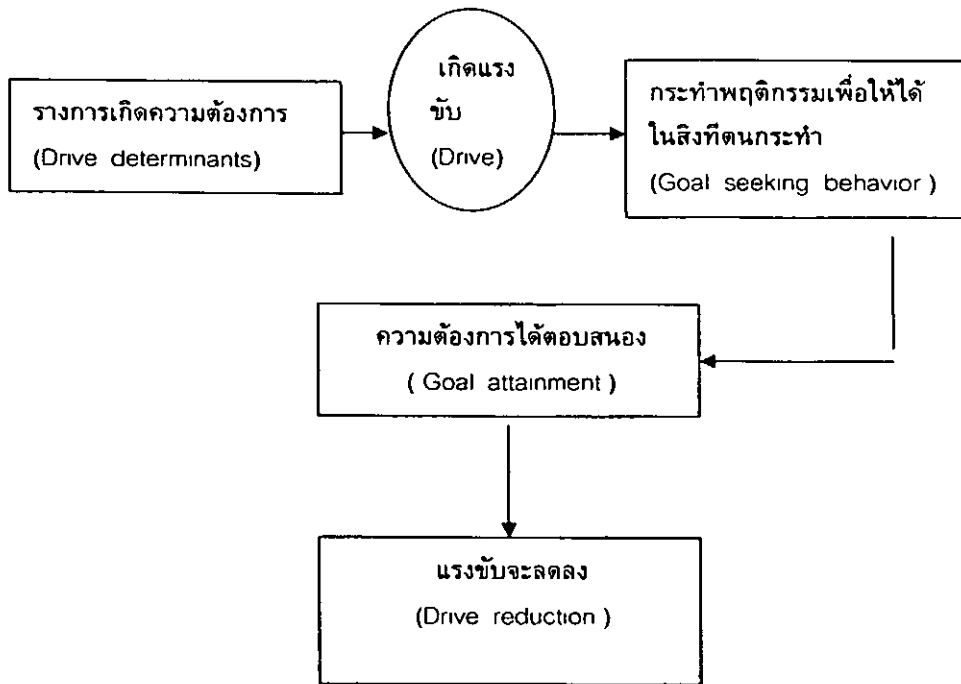 รางการเกิดความต้องการ
(Drive determinants)
เกิดแรง
ขับ
(Drive)
กระทำพฤติกรรมเพื่อให้ได้
ในสิ่งที่ตนกระทำ
(Goal seeking behavior )
ความต้องการได้ตอบสนอง
( Goal attainment )
แรงขับจะลดลง
(Drive reduction )